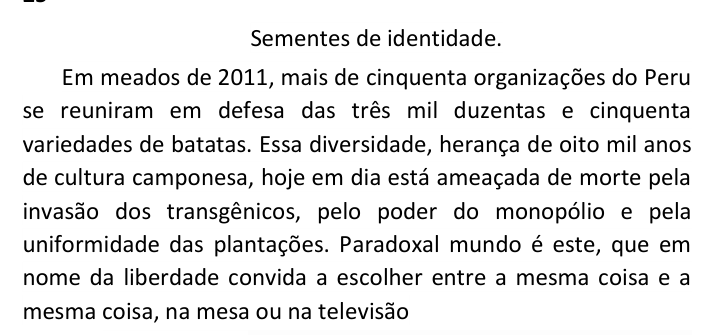 Sementes de identidade.
Em meados de 2011, mais de cinquenta organizações do Peru
se reuniram em defesa das três mil duzentas e cinquenta
variedades de batatas. Essa diversidade, herança de oito mil anos
de cultura camponesa, hoje em dia está ameaçada de morte pela
invasão dos transgênicos, pelo poder do monopólio e pela
uniformidade das plantações. Paradoxal mundo é este, que em
nome da liberdade convida a escolher entre a mesma coisa e a
mesma coisa, na mesa ou na televisão